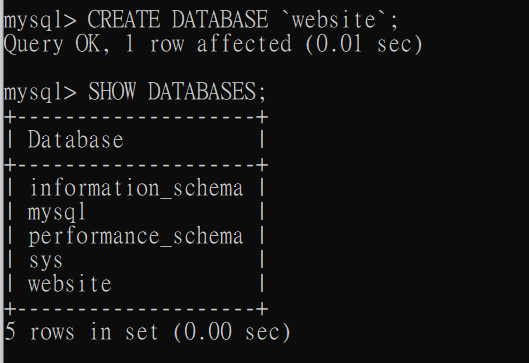 mysql> CREATE DATABASE `website`;
Query OK, 1 row affected (0.01 sec)

mysql> SHOW DATABASES;
+--------------------+
| Database           |
+--------------------+
| information_schema |
| mysql              |
| performance_schema |
| sys                |
| website            |
+--------------------+
5 rows in set (0.00 sec)